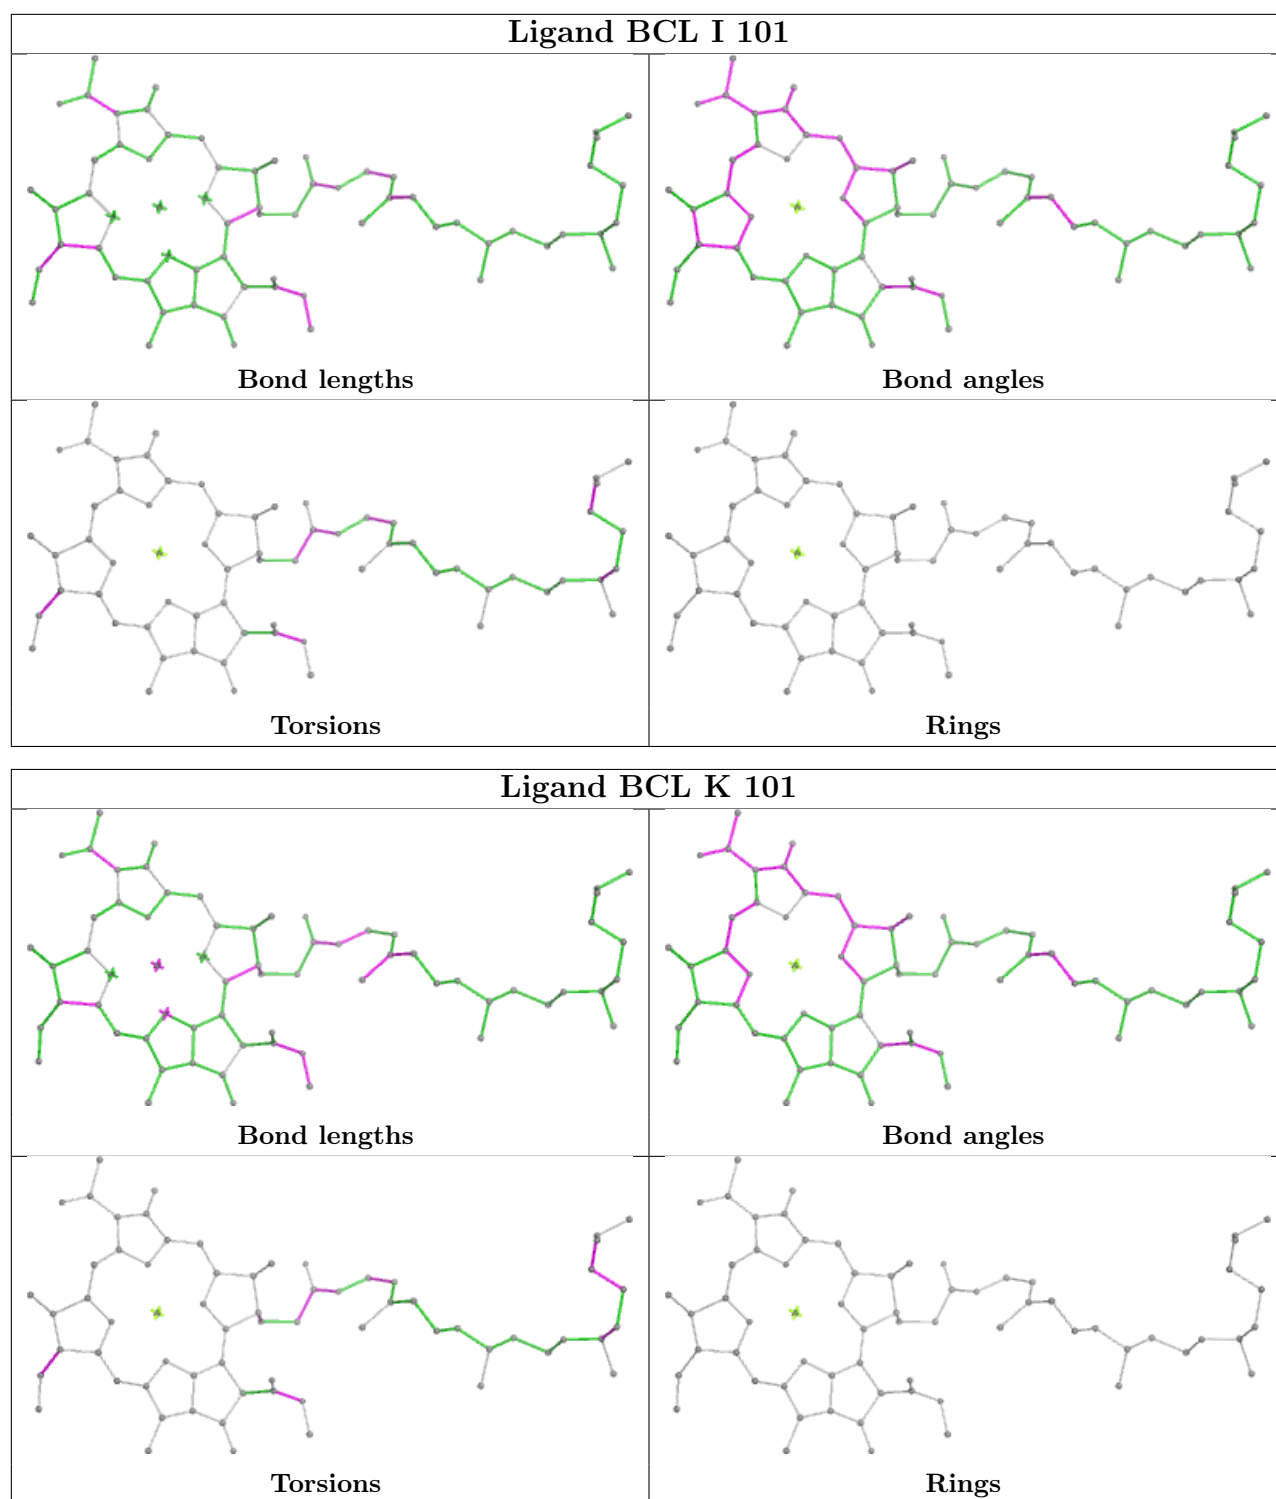 Ligand BCL I 101
Bond lengths
Bond angles
Torsions
Rings
Ligand BCL K 101
Bond lengths
Bond angles
Torsions
Rings